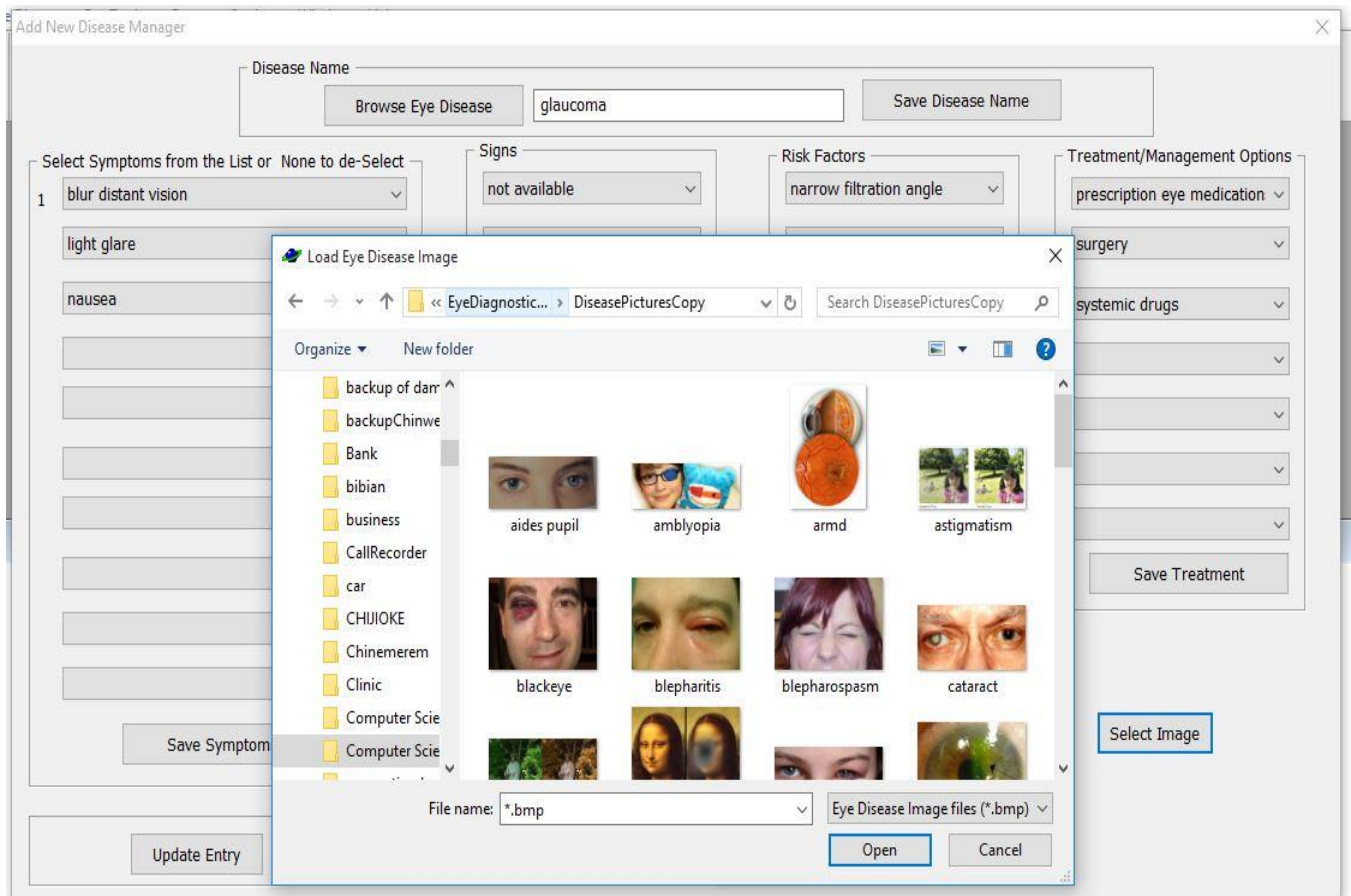 Add New Disease Manager
Disease Name
Browse Eye Disease glaucoma Save Disease Name
Select Symptoms from the List or None to de-Select
Signs
Risk Factors
Treatment/Management Options
1 blur distant vision
not available
narrow filtration angle
prescription eye medication
light glare
surgery
nausea
systemic drugs
Load Eye Disease Image
« EyeDiagnostic... › DiseasePicturesCopy
Search DiseasePicturesCopy
Organize New folder
backup of dam
backupChinwe
Bank
bibian
business
CallRecorder
car
CHIJIOKE
Chinemerem
Clinic
Computer Scie
Computer Scie
aides pupil
amblyopia
armd
astigmatism
blackeye
blepharitis
blepharospasm
cataract
File name: *.bmp
Eye Disease Image files (*.bmp)
Open
Cancel
Save Treatment
Select Image
Save Symptom
Update Entry